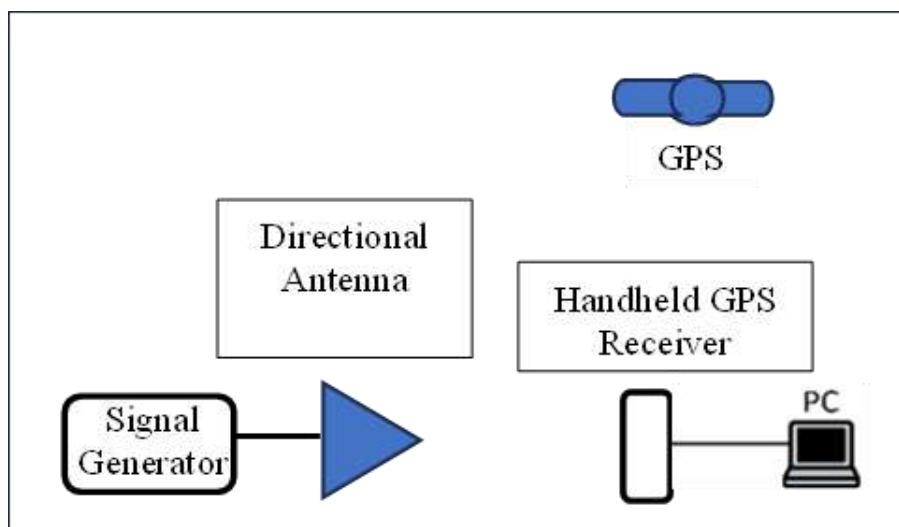 GPS
Directional
Antenna
Handheld GPS
Receiver
Signal
Generator
PC